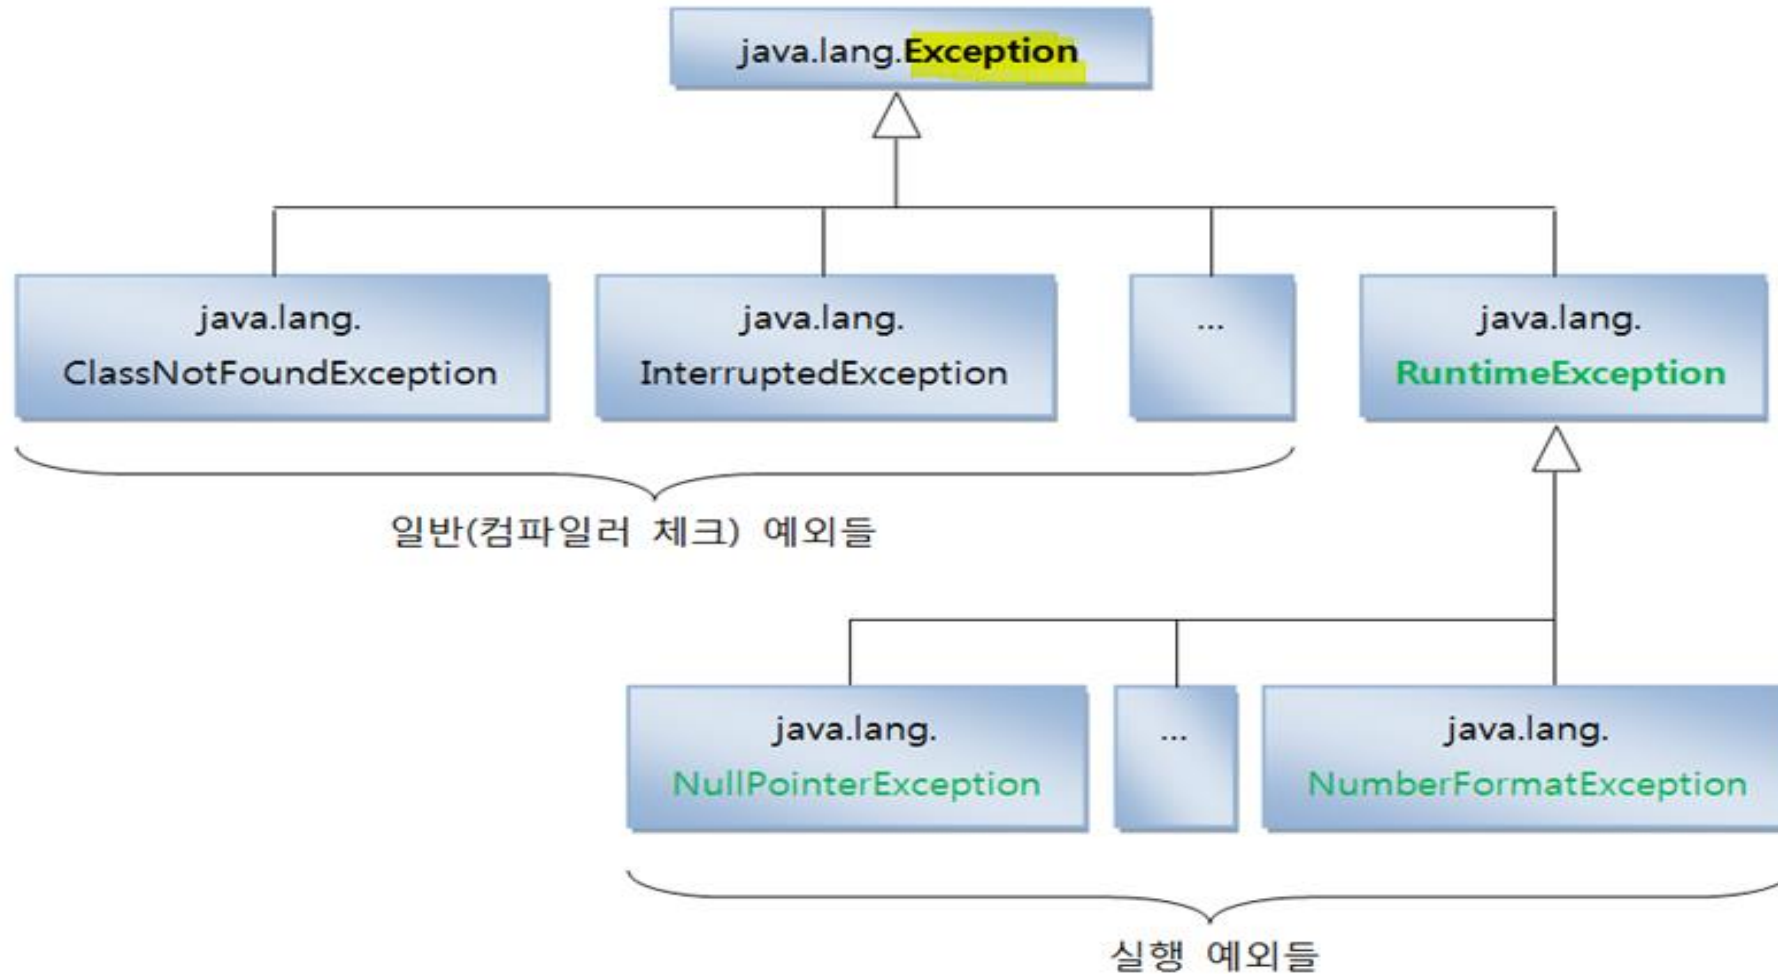 java.lang.Exception
java.lang.
ClassNotFoundException
java.lang.
InterruptedException
...
java.lang.
RuntimeException
일반(컴파일러 체크) 예외들
java.lang.
NullPointerException
...
java.lang.
NumberFormatException
실행 예외들